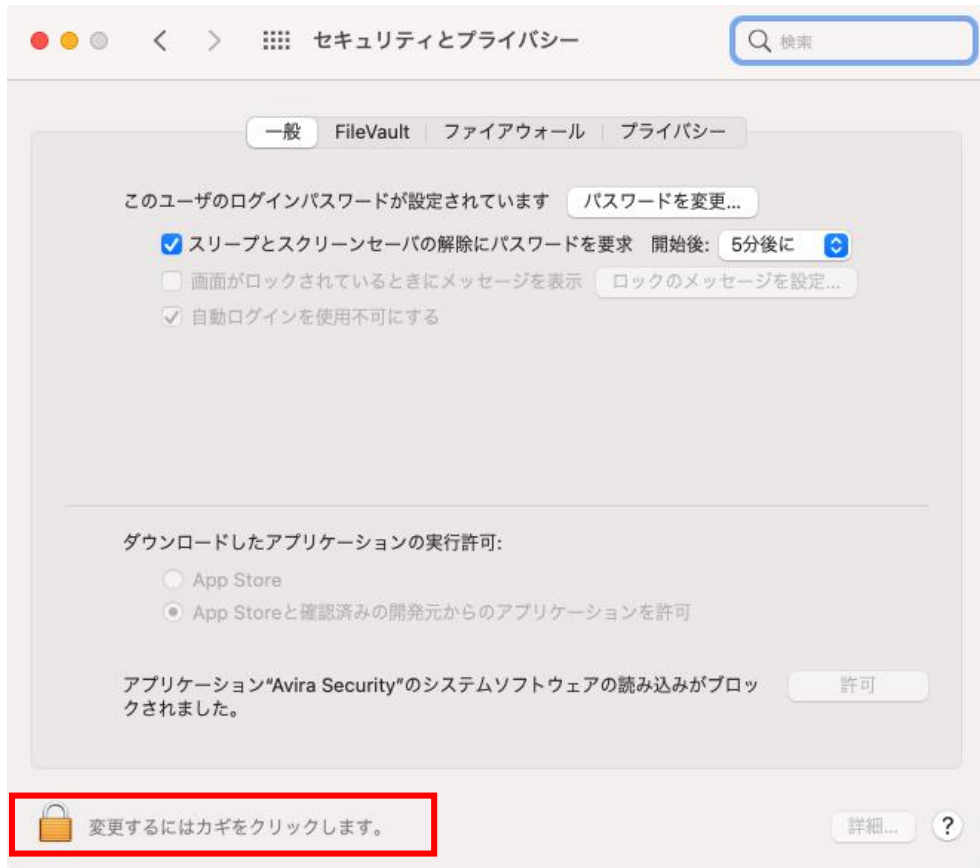 セキュリティとプライバシー
検索
一般 FileVault ファイアウォール プライバシー
このユーザのログインパスワードが設定されています パスワードを変更...
スリープとスクリーンセーバの解除にパスワードを要求 開始後: 5分後に
画面がロックされているときにメッセージを表示 ロックのメッセージを設定...
自動ログインを使用不可にする
ダウンロードしたアプリケーションの実行許可:
App Store
App Storeと確認済みの開発元からのアプリケーションを許可
アプリケーション"Avira Security"のシステムソフトウェアの読み込みがブロッ 許可
クされました。
変更するにはカギをクリックします。 詳細... ?